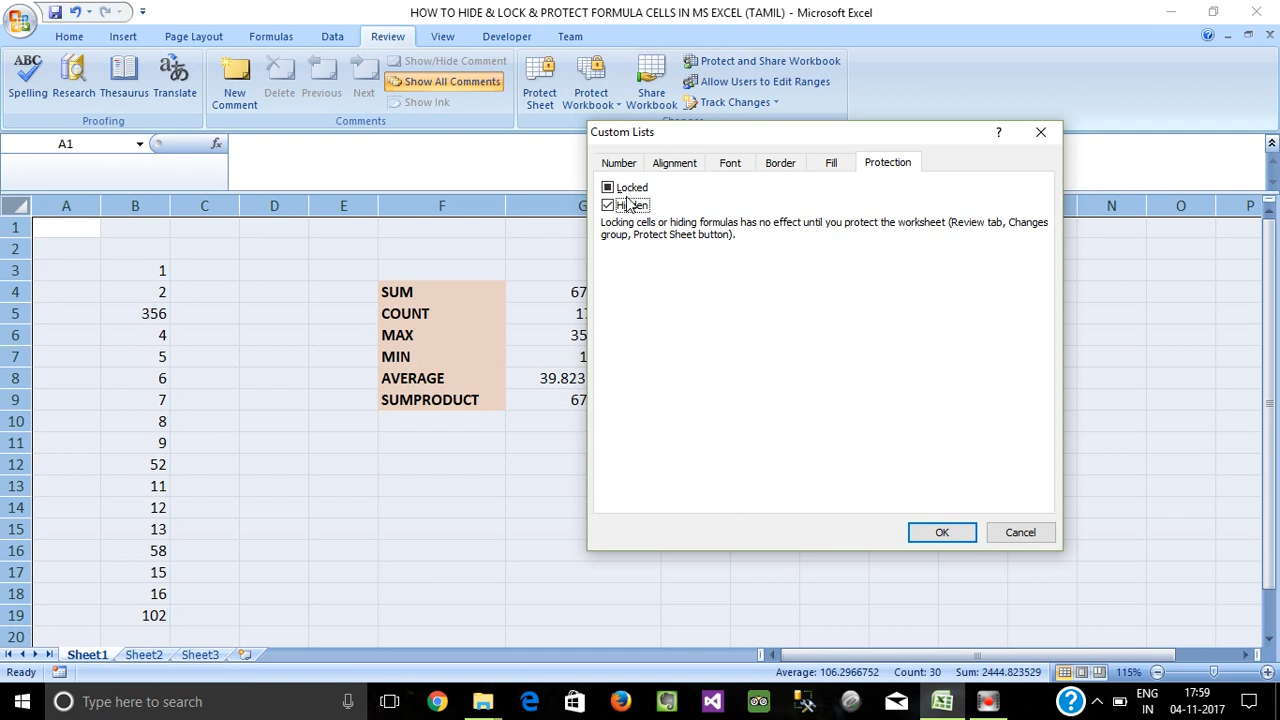 HOW TO HIDE & LOCK & PROTECT FORMULA CELLS IN MS EXCEL (TAMIL) - Microsoft Excel
Home Insert Page Layout Formulas Data Review View Developer Team
ABC
Spelling Research Thesaurus Translate
Proofing
New Comment
Delete Previous Next
Show/Hide Comment
Show All Comments
Show Ink
Comments
Protect Sheet
Protect Workbook
Share Workbook
Protect and Share Workbook
Allow Users to Edit Ranges
Track Changes
A1
fx
Custom Lists
?
Number Alignment Font Border Fill Protection
Locked
Hidden
Locking cells or hiding formulas has no effect until you protect the worksheet (Review tab, Changes
group, Protect Sheet button).
OK Cancel
A B C D E F G N O P
1
2
3 1
4 2 SUM 67
5 356 COUNT 17
6 4 MAX 35
7 5 MIN 1
8 6 AVERAGE 39.823
9 7 SUMPRODUCT 67
10 8
11 9
12 52
13 11
14 12
15 13
16 58
17 15
18 16
19 102
20
Sheet1 Sheet2 Sheet3
Ready Average: 106.2966752 Count: 30 Sum: 2444.823529 115%
Type here to search
ENG
IN
17:59
04-11-2017